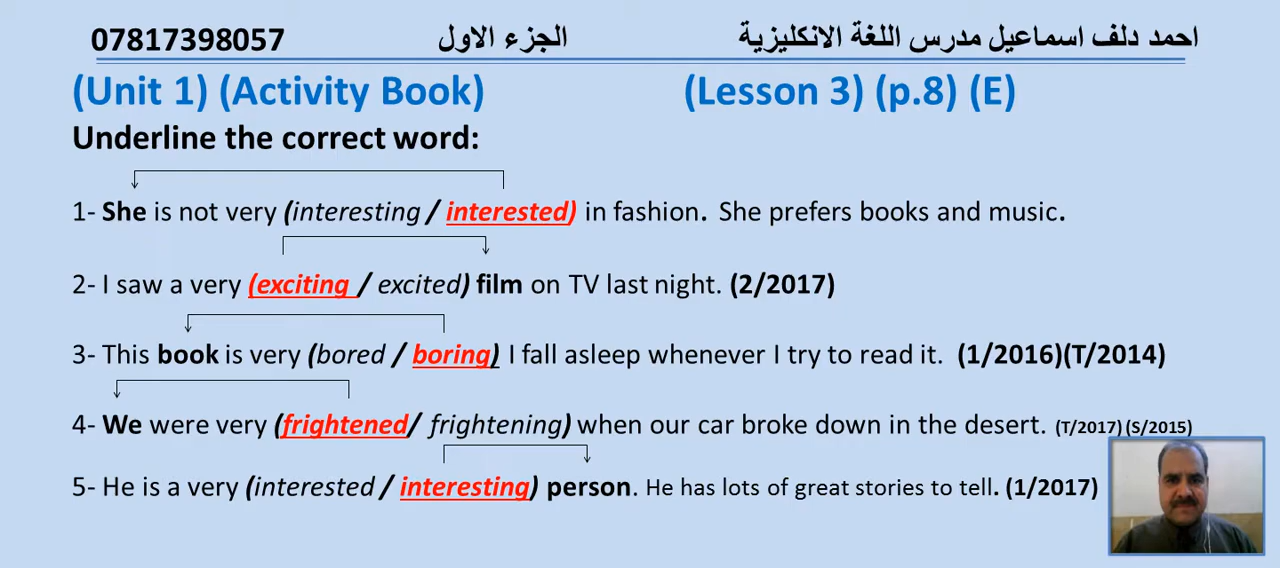 احمد دلف اسماعيل مدرس اللغة الانكليزية الجزء الاول 07817398057
(Unit 1) (Activity Book) (Lesson 3) (p.8) (E)
Underline the correct word:
1- She is not very (interesting / interested) in fashion. She prefers books and music.
2- I saw a very (exciting / excited) film on TV last night. (2/2017)
3- This book is very (bored / boring) I fall asleep whenever I try to read it. (1/2016)(T/2014)
4- We were very (frightened/ frightening) when our car broke down in the desert. (T/2017) (S/2015)
5- He is a very (interested / interesting) person. He has lots of great stories to tell. (1/2017)